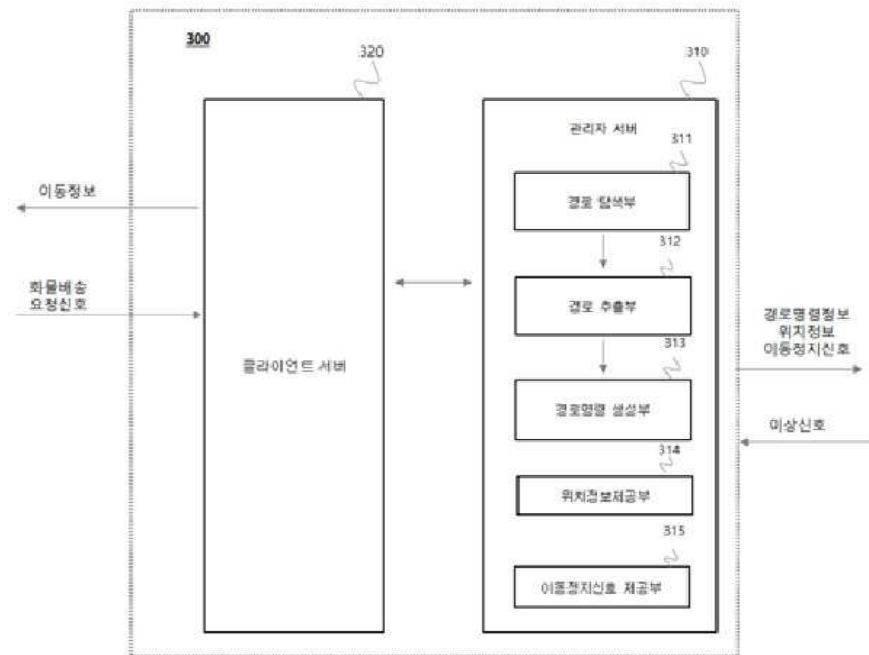 300
320
310
관리자 서버
311
경로 탐색부
312
경로 추출부
313
경로명령 생성부
314
위치정보제공부
315
이동정지신호 제공부
클라이언트 서버
이동정보
화물배송
요청신호
경로명령정보
위치정보
이동정지신호
이상신호